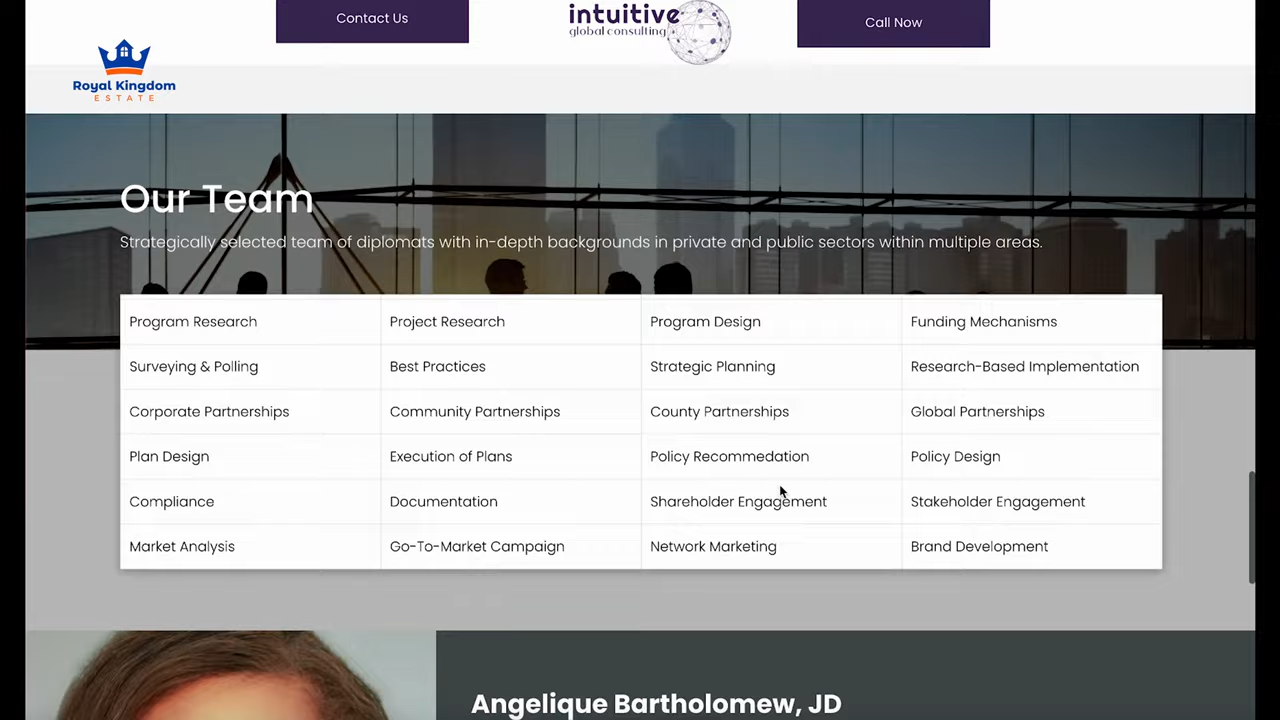 Contact Us
intuitive
global consulting
Call Now
Royal Kingdom
ESTATE
Our Team
Strategically selected team of diplomats with in-depth backgrounds in private and public sectors within multiple areas.
Program Research
Project Research
Program Design
Funding Mechanisms
Surveying & Polling
Best Practices
Strategic Planning
Research-Based Implementation
Corporate Partnerships
Community Partnerships
County Partnerships
Global Partnerships
Plan Design
Execution of Plans
Policy Recommedation
Policy Design
Compliance
Documentation
Shareholder Engagement
Stakeholder Engagement
Market Analysis
Go-To-Market Campaign
Network Marketing
Brand Development
Angelique Bartholomew, JD